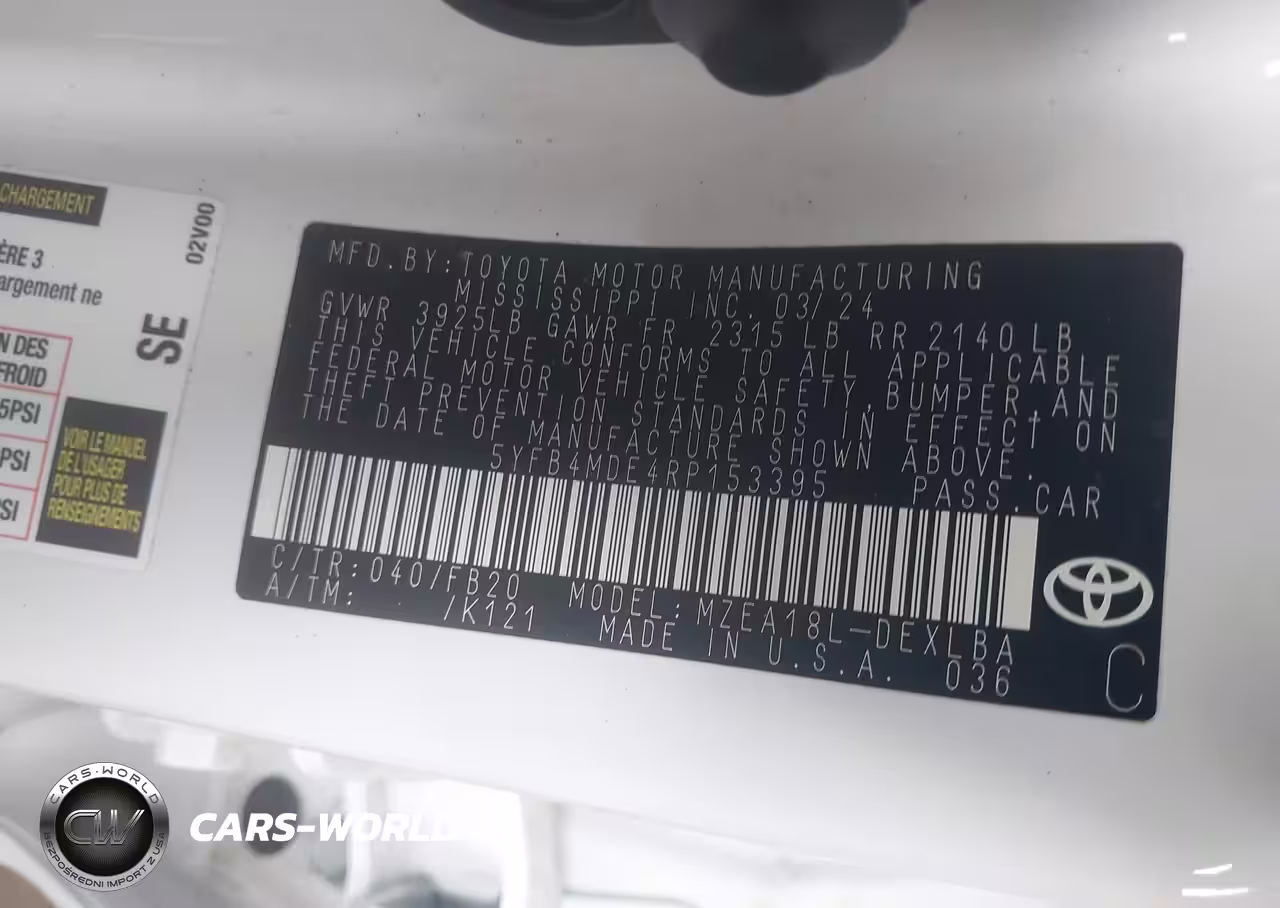 CHARGEMENT
02V00
ÈRE 3
argement ne
SE
N DES
FROID
5PSI
PSI
SI
VOIR LE MANUEL
DE L'USAGER
POUR PLUS DE
RENSEIGNEMENTS
MFD.BY:TOYOTA MOTOR MANUFACTURING
MISSISSIPPI INC. 03/24
GVWR 3925LB GAWR FR 2315 LB RR 2140LB
THIS VEHICLE CONFORMS TO ALL APPLICABLE
FEDERAL MOTOR VEHICLE SAFETY,BUMPER,AND
THEFT PREVENTION STANDARDS IN EFFECT ON
THE DATE OF MANUFACTURE SHOWN ABOVE.
5YFB4MDE4RP153395 PASS.CAR
C/TR:040/FB20 MODEL:MZEA18L-DEXLBA
A/TM: /K121 MADE IN U.S.A. 036
C
CARS-WORLD
CW
BEZPOŚREDNI IMPORT Z USA
CARS-WORLD